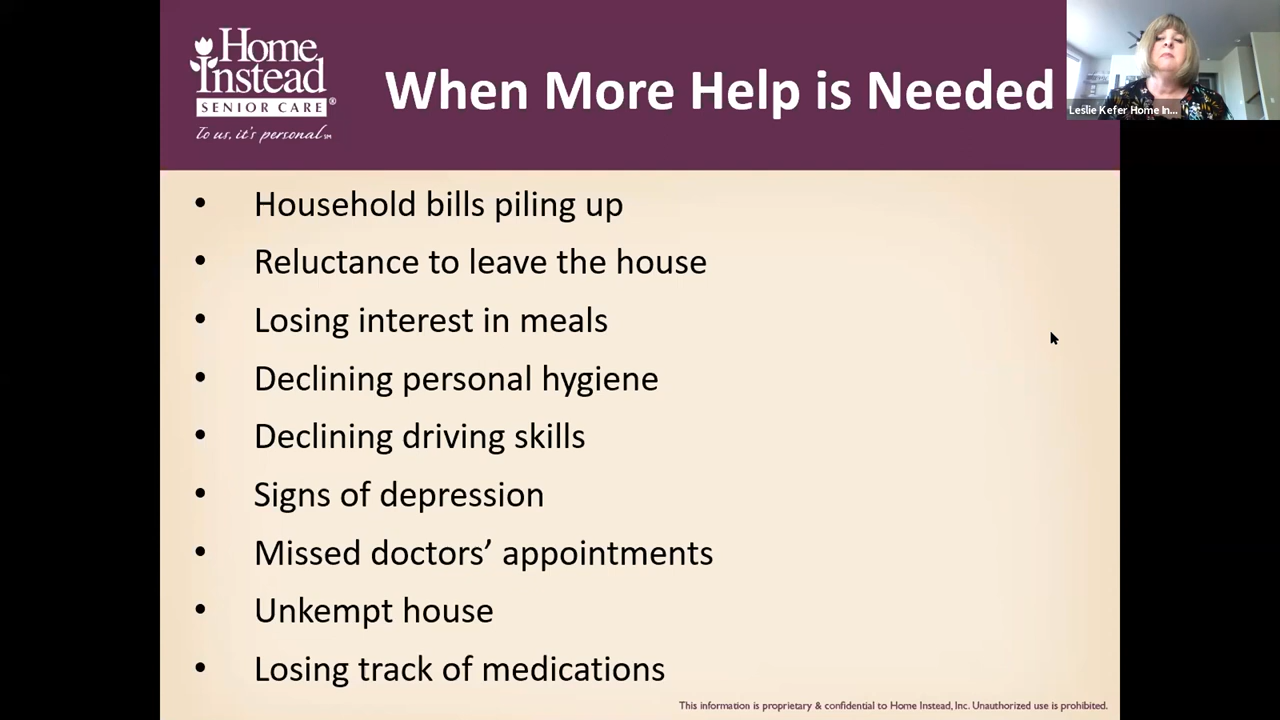 Home
Instead
SENIOR CARE®
To us, it's personal.℠
When More Help is Needed
Leslie Kefer Home In...
• Household bills piling up
• Reluctance to leave the house
• Losing interest in meals
• Declining personal hygiene
• Declining driving skills
• Signs of depression
• Missed doctors’ appointments
• Unkempt house
• Losing track of medications
This information is proprietary & confidential to Home Instead, Inc. Unauthorized use is prohibited.